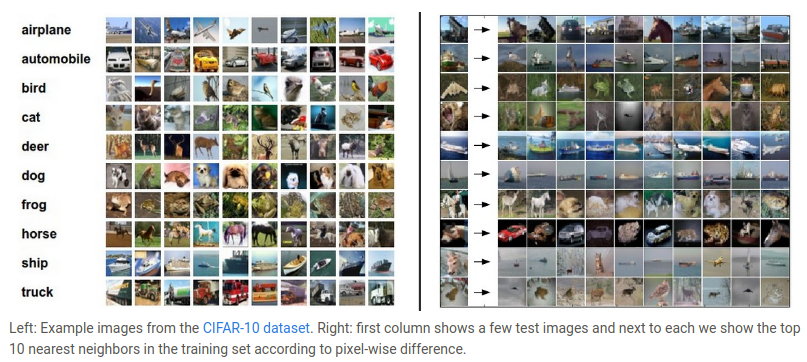 airplane
automobile
bird
cat
deer
dog
frog
horse
ship
truck
Left: Example images from the CIFAR-10 dataset. Right: first column shows a few test images and next to each we show the top
10 nearest neighbors in the training set according to pixel-wise difference.